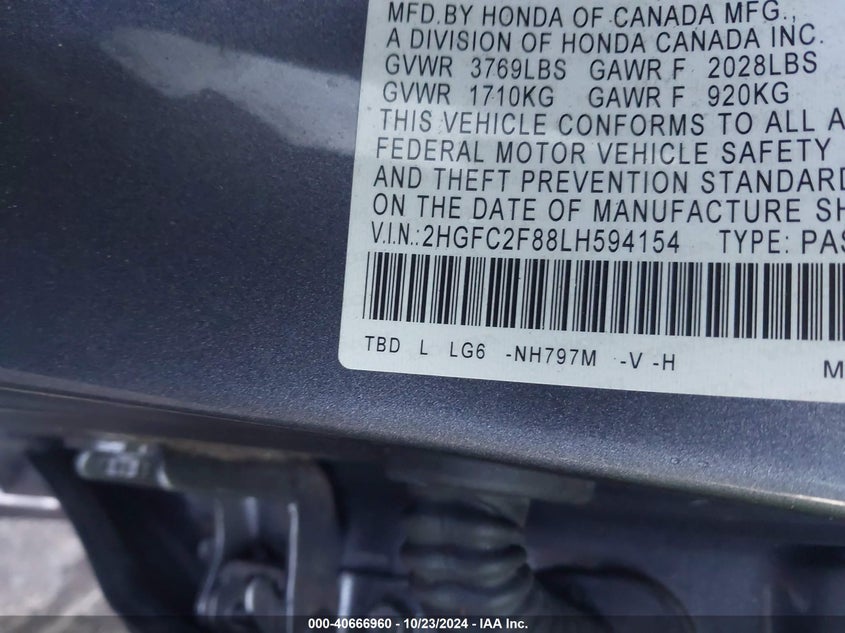 MFD.BY HONDA OF CANADA MFG.,
A DIVISION OF HONDA CANADA INC.
GVWR 3769LBS GAWR F 2028LBS
GVWR 1710KG GAWR F 920KG
THIS VEHICLE CONFORMS TO ALL A
FEDERAL MOTOR VEHICLE SAFETY
AND THEFT PREVENTION STANDARD
ON THE DATE OF MANUFACTURE SH
V.I.N.: 2HGFC2F88LH594154 TYPE: PAS
TBD L LG6 -NH797M -V -H M
000-40666960 - 10/23/2024 - IAA Inc.